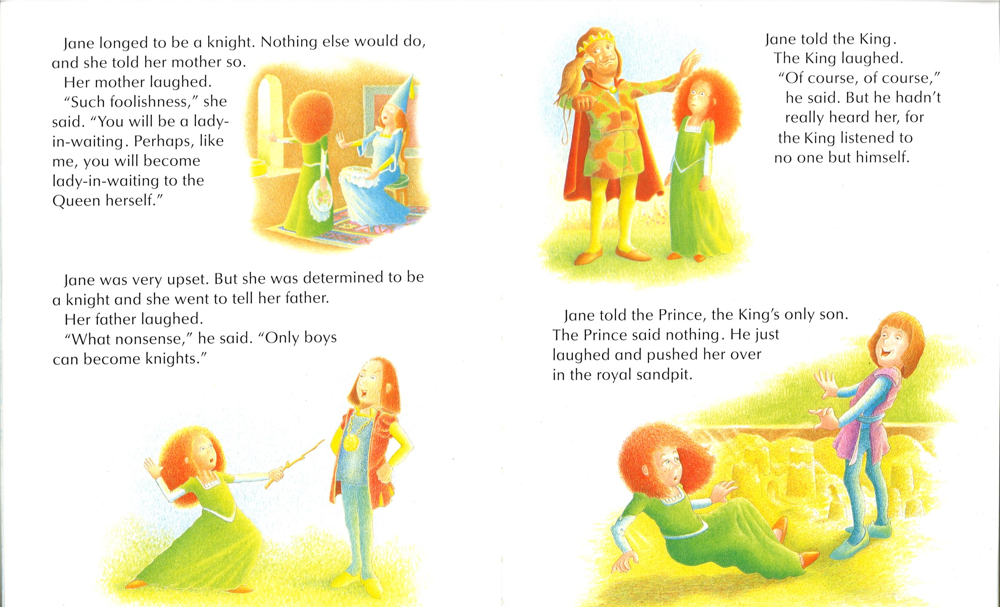 Jane longed to be a knight. Nothing else would do,
and she told her mother so.
Her mother laughed.
“Such foolishness,” she
said. “You will be a lady-
in-waiting. Perhaps, like
me, you will become
lady-in-waiting to the
Queen herself.”
Jane was very upset. But she was determined to be
a knight and she went to tell her father.
Her father laughed.
“What nonsense,” he said. “Only boys
can become knights.”
Jane told the King.
The King laughed.
“Of course, of course,”
he said. But he hadn’t
really heard her, for
the King listened to
no one but himself.
Jane told the Prince, the King’s only son.
The Prince said nothing. He just
laughed and pushed her over
in the royal sandpit.